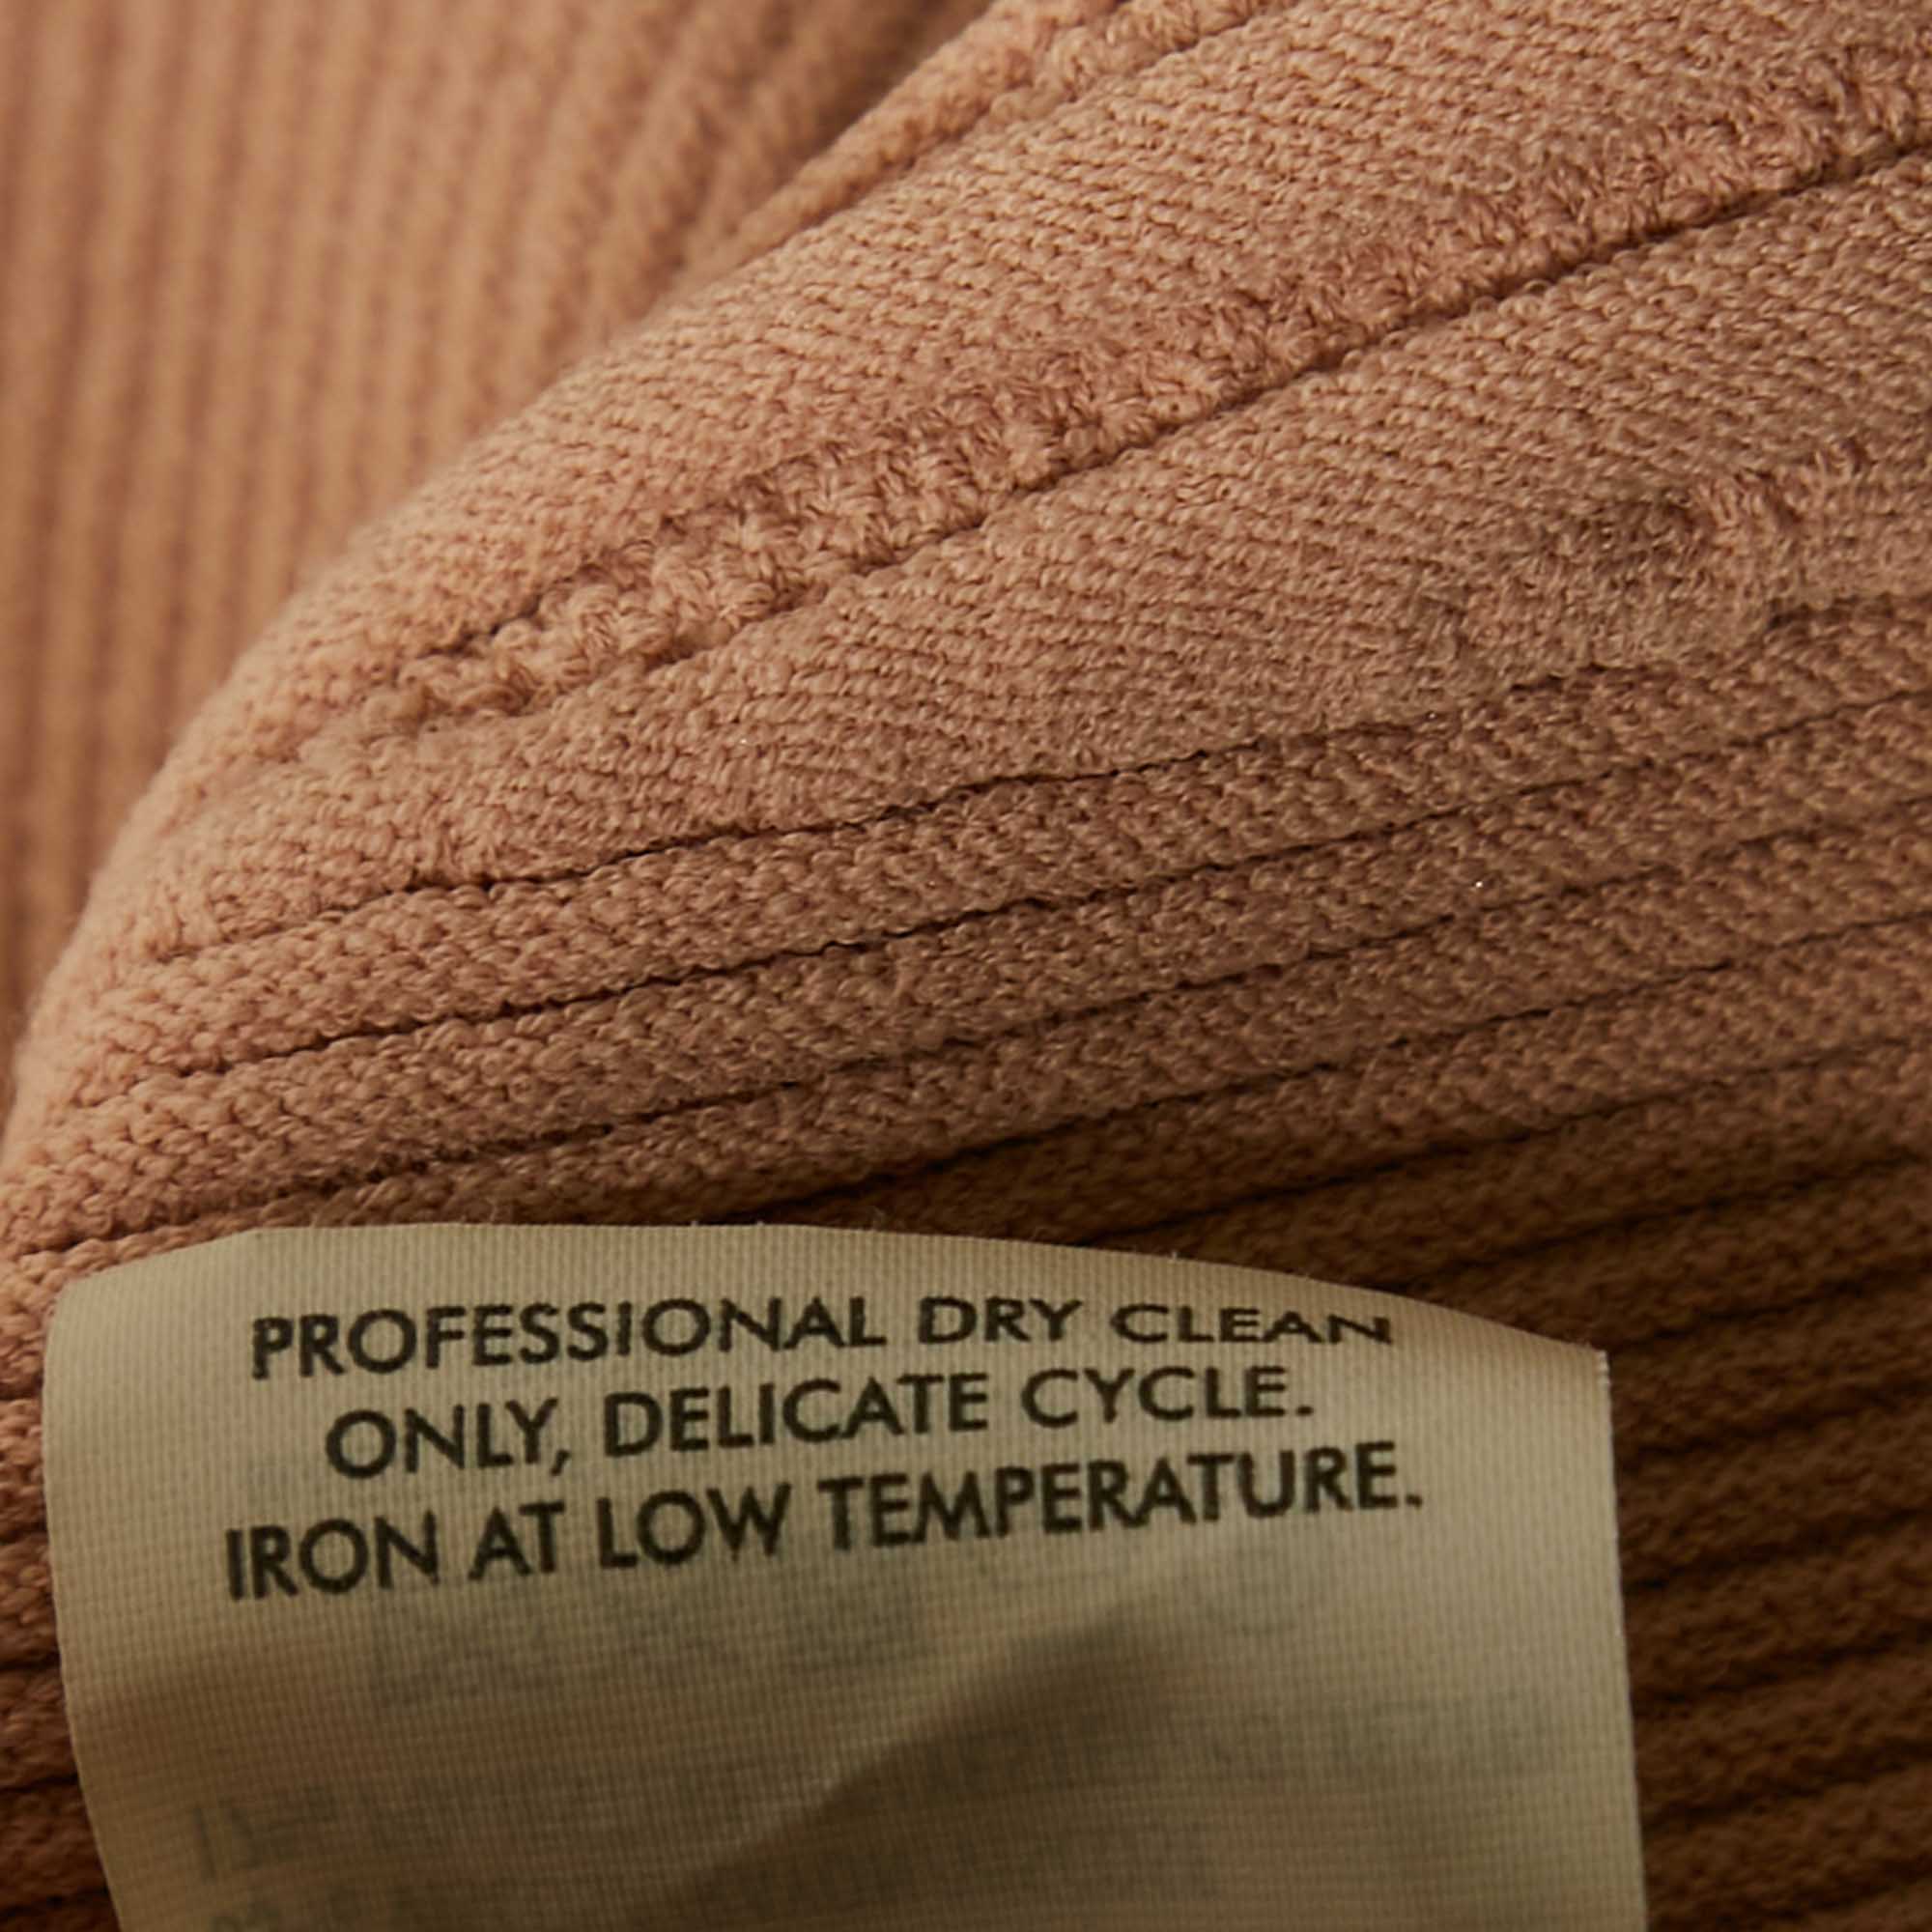 PROFESSIONAL DRY CLEAN
ONLY, DELICATE CYCLE.
IRON AT LOW TEMPERATURE.